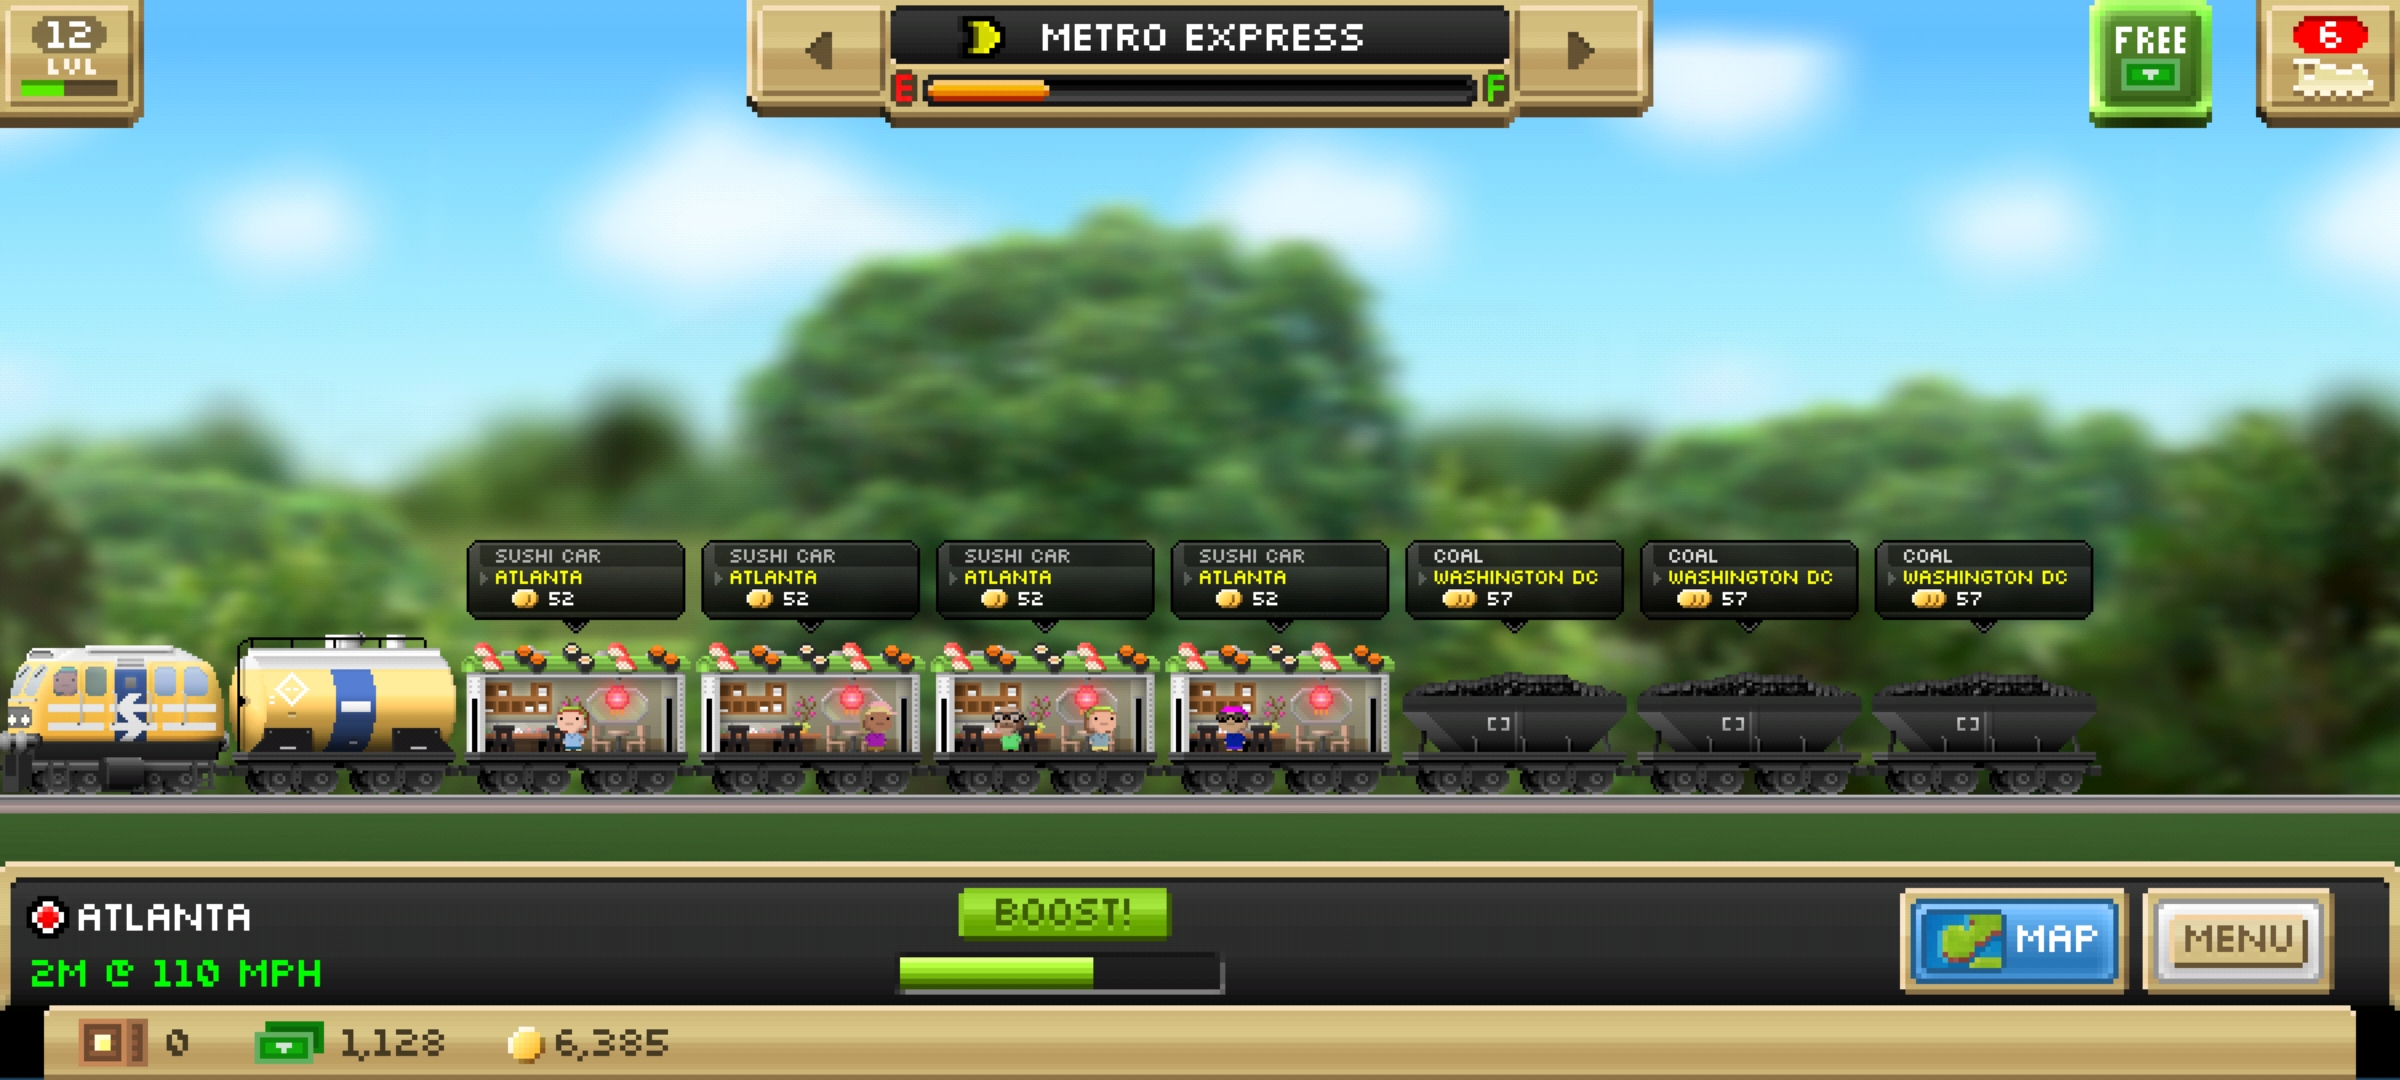 12
LVL
METRO EXPRESS
E F
FREE
6
SUSHI CAR
ATLANTA
52
SUSHI CAR
ATLANTA
52
SUSHI CAR
ATLANTA
52
SUSHI CAR
ATLANTA
52
COAL
WASHINGTON DC
57
COAL
WASHINGTON DC
57
COAL
WASHINGTON DC
57
ATLANTA
2M @ 110 MPH
BOOST!
MAP
MENU
0 1,128 6,385